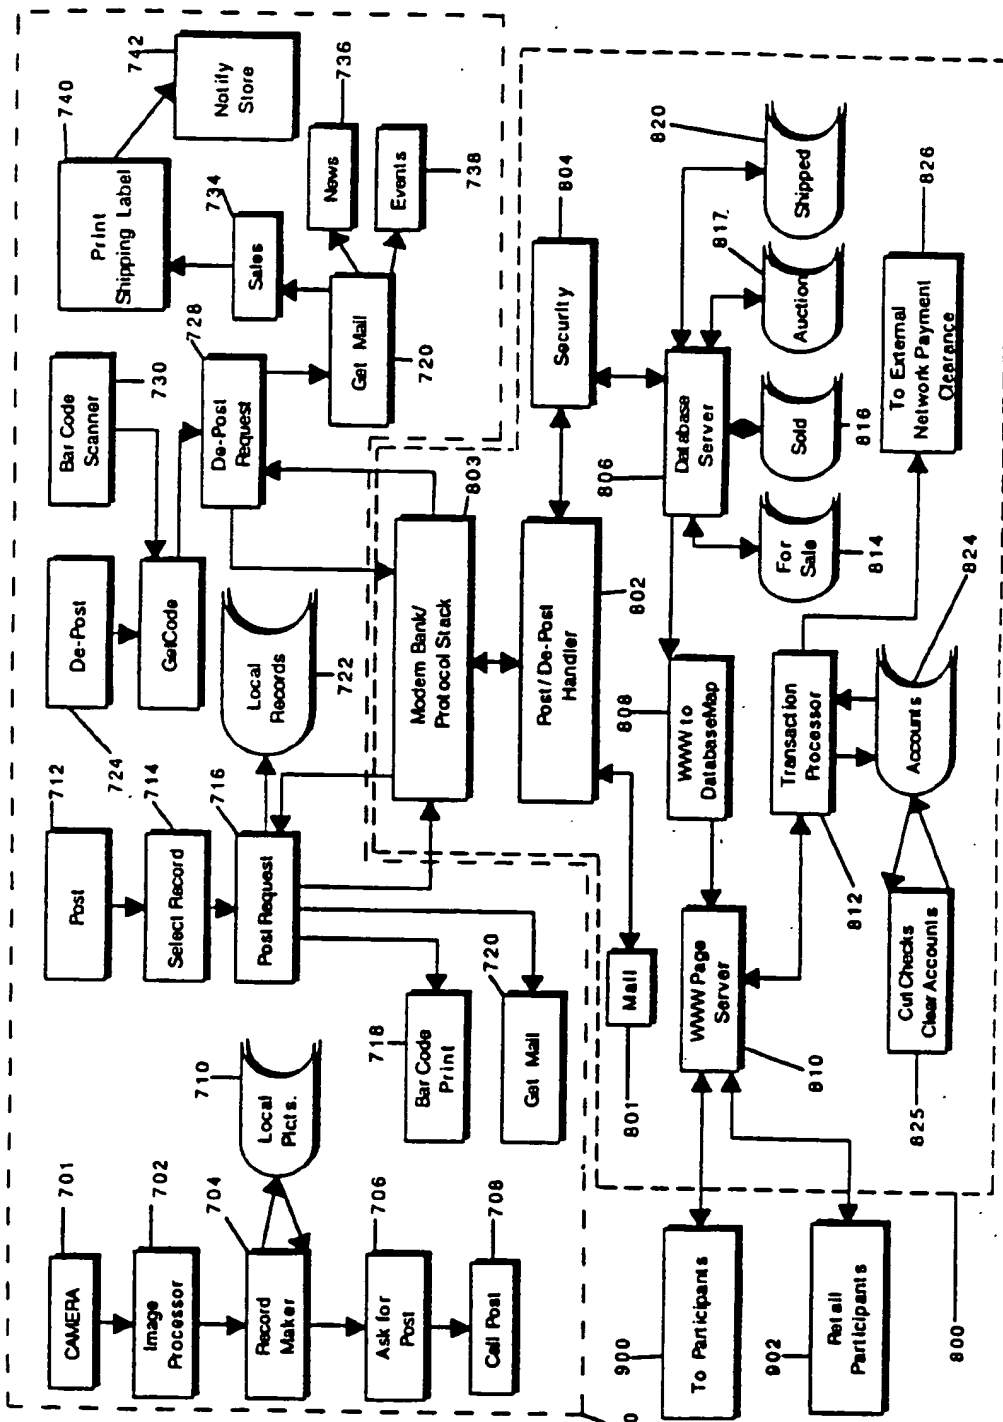 CAMERA
701
Image
Processor
702
Record
Maker
704
Local
Picts.
710
Ask for
Post
706
Call Post
708
Post
712
Select Record
714
Post Request
716
Local
Records
722
Bar Code
Print
718
Get Mail
720
De-Post
724
GetCode
Bar Code
Scanner
730
De-Post
Request
728
Get Mail
720
Sales
734
News
736
Events
738
Print
Shipping Label
740
Notify
Store
742
0
Modem Bank/
Protocol Stack
803
Post/De-Post
Handler
802
Security
804
Mail
801
Database
Server
806
WWW to
DatabaseMap
808
WWW Page
Server
810
For
Sale
814
Sold
816
Auction
817
Shipped
820
Transaction
Processor
812
Accounts
824
Cut Checks
Clear Accounts
825
To External
Network Payment
Clearance
826
To Participants
900
Retail
Participants
902
800